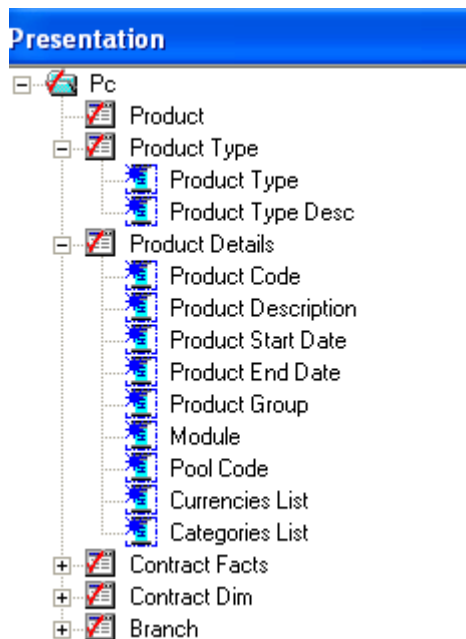 Presentation
Pc
Product
Product Type
Product Type
Product Type Desc
Product Details
Product Code
Product Description
Product Start Date
Product End Date
Product Group
Module
Pool Code
Currencies List
Categories List
Contract Facts
Contract Dim
Branch